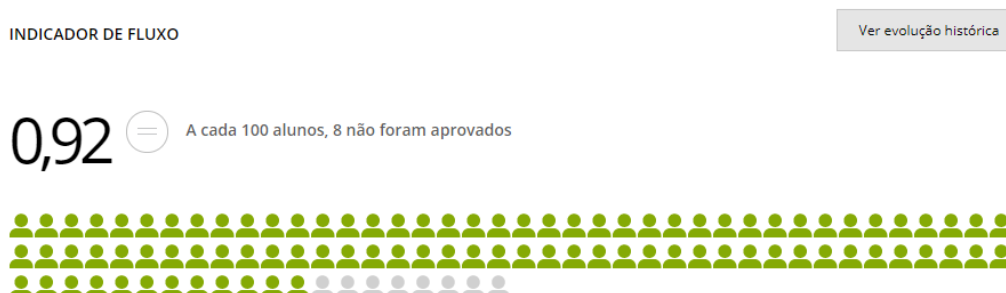 INDICADOR DE FLUXO
Ver evolução histórica
0,92
A cada 100 alunos, 8 não foram aprovados